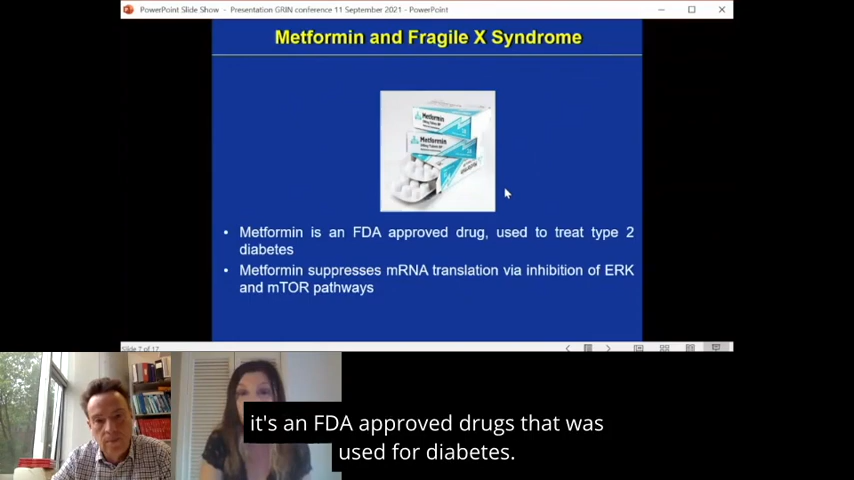 PowerPoint Slide Show - Presentation GRIN conference 11 September 2021 - PowerPoint
Metformin and Fragile X Syndrome
Metformin
Metformin
• Metformin is an FDA approved drug, used to treat type 2
diabetes
• Metformin suppresses mRNA translation via inhibition of ERK
and mTOR pathways
Slide 7 of 17
it's an FDA approved drugs that was
used for diabetes.